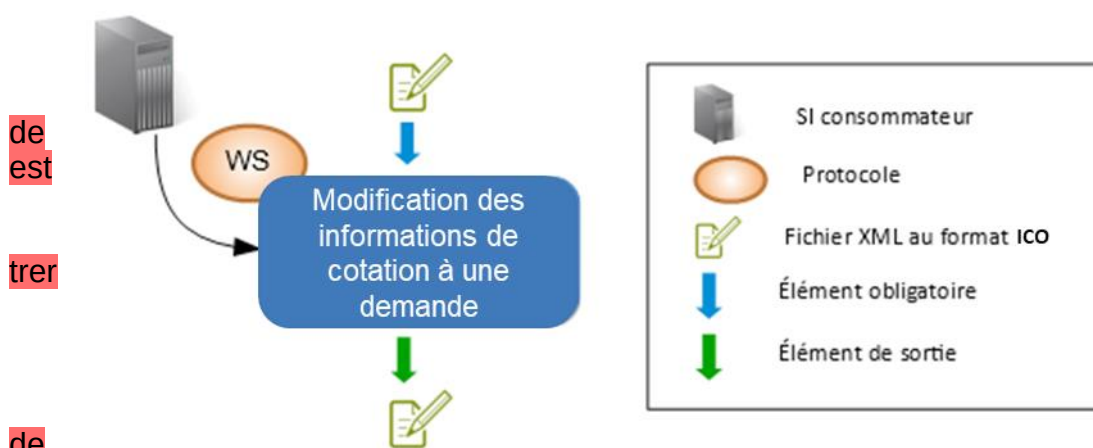 de
est
trer
de
WS
Modification des
informations de
cotation à une
demande
SI consommateur
Protocole
Fichier XML au format ICO
Élément obligatoire
Élément de sortie